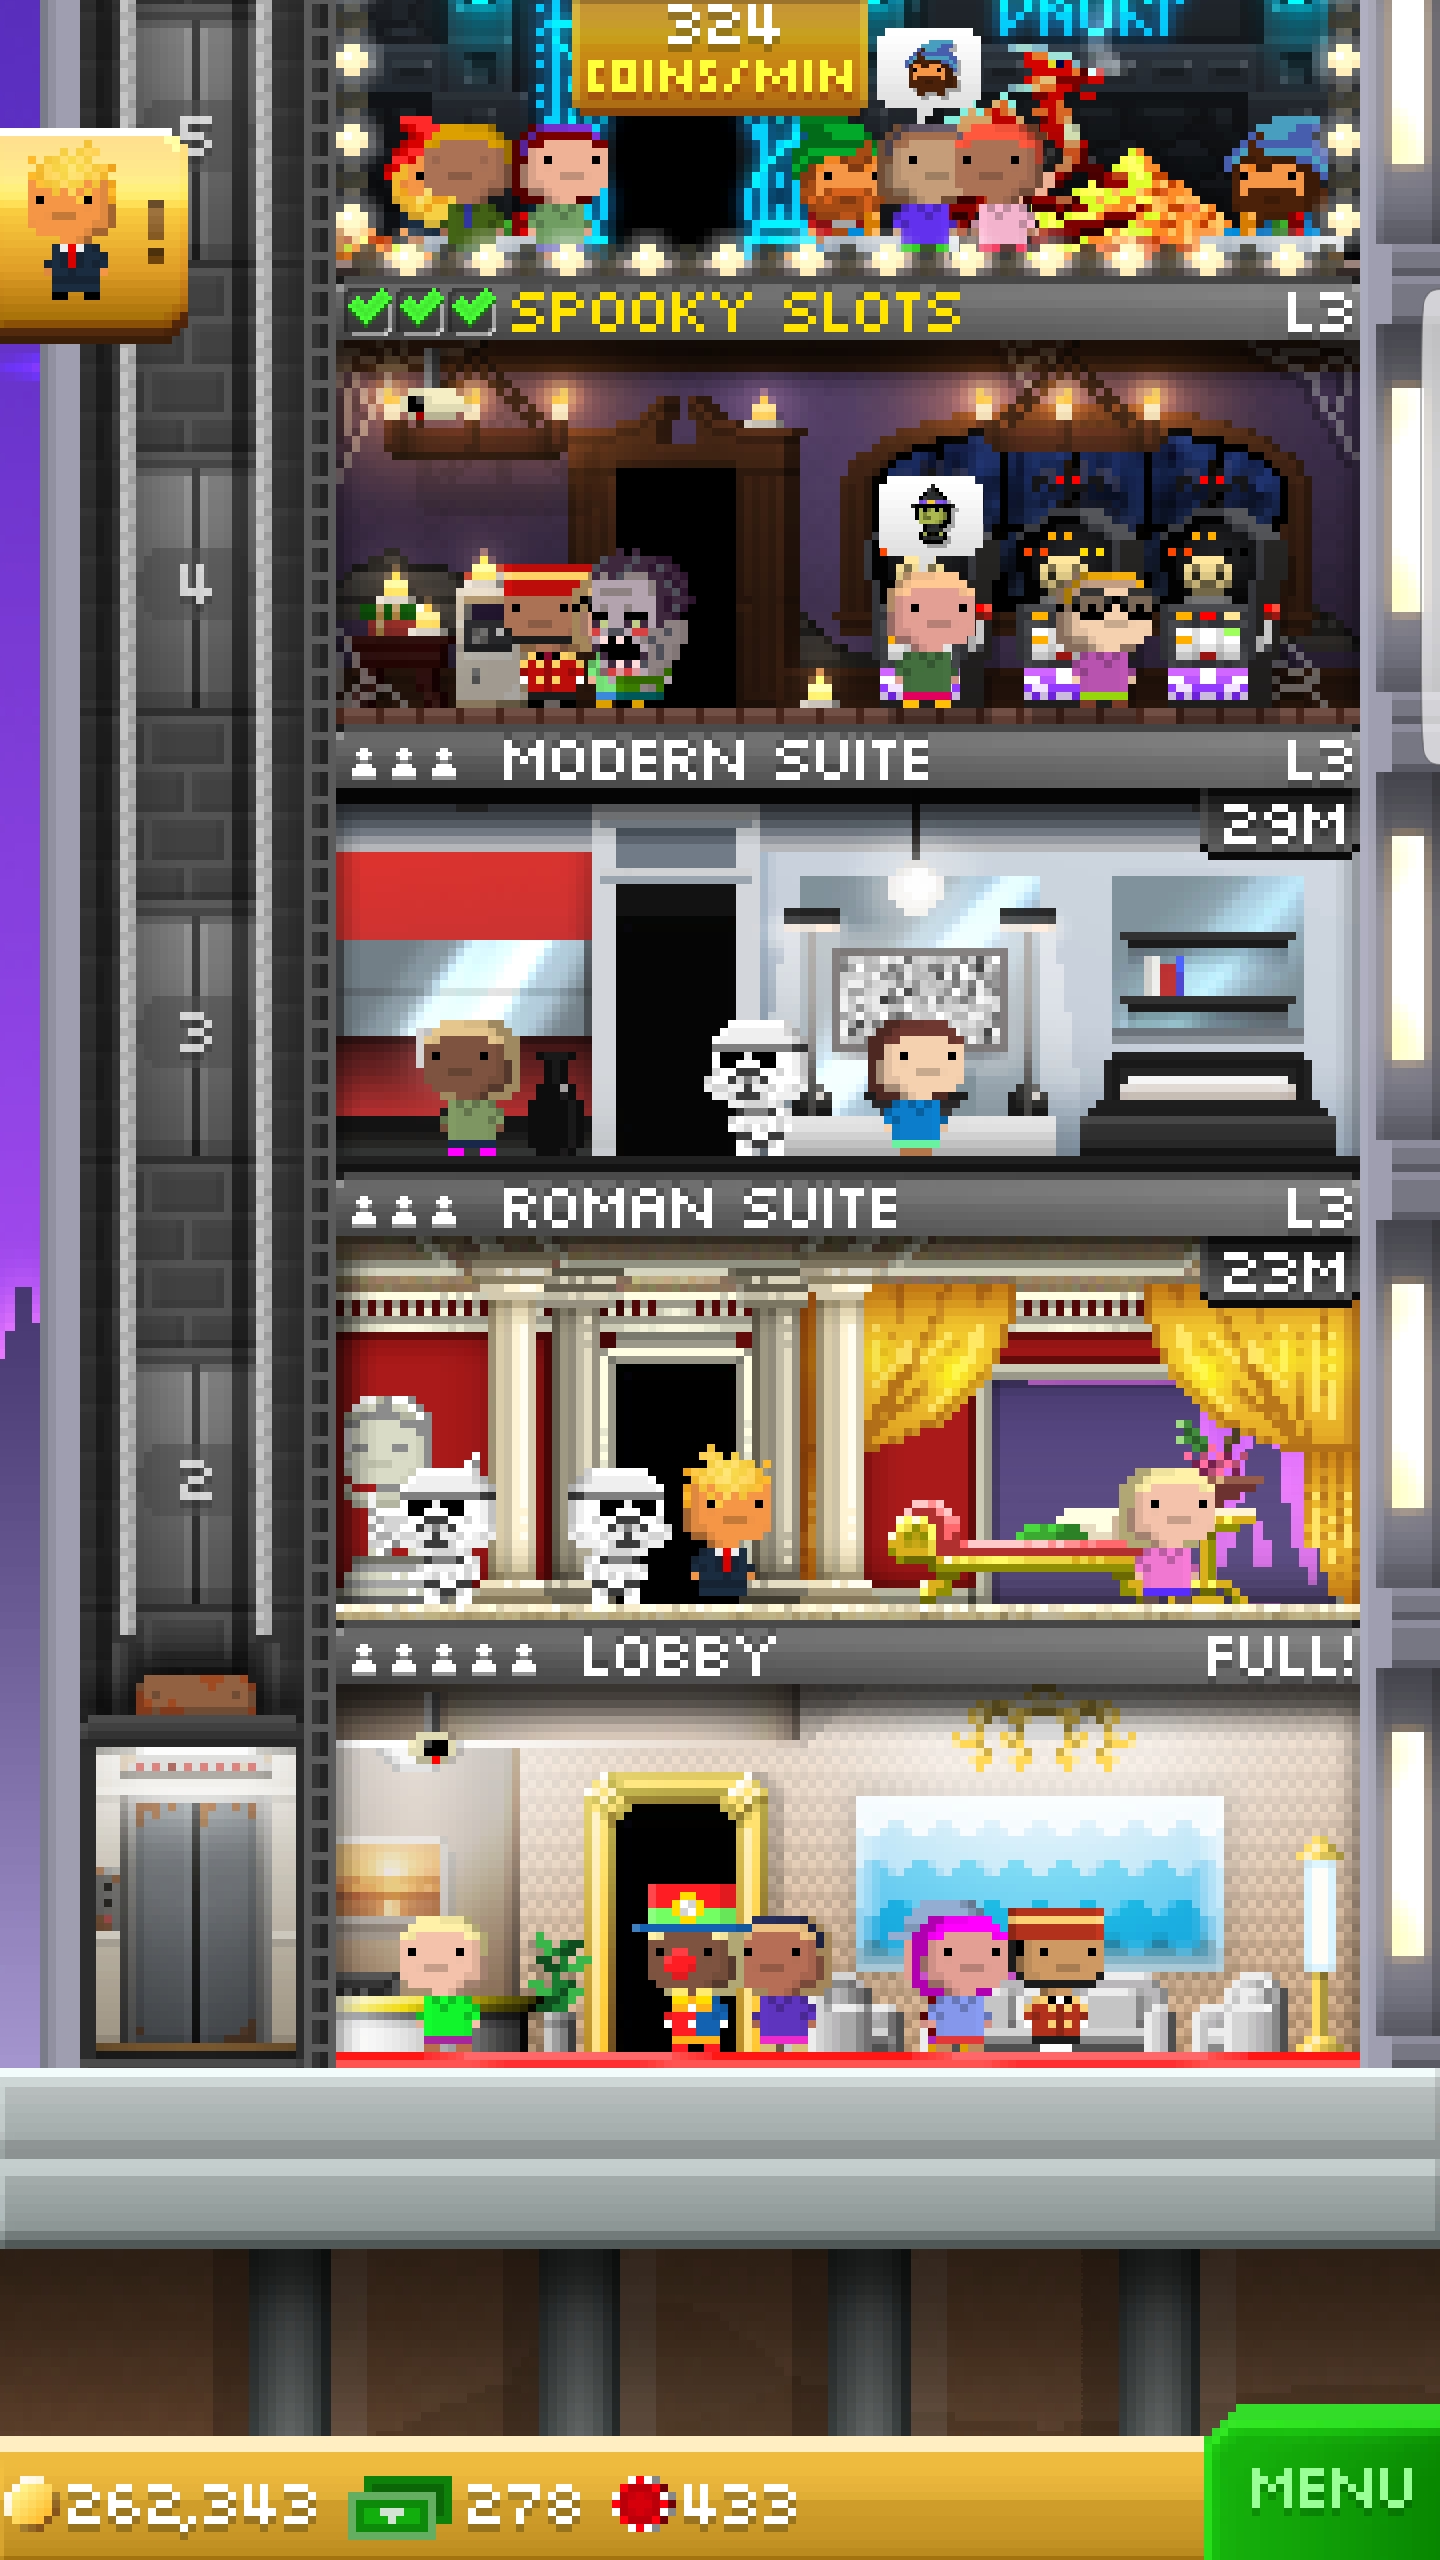 324
COINS/MIN
5
!
SPOOKY SLOTS L3
4
MODERN SUITE L3
29M
3
ROMAN SUITE L3
23M
2
LOBBY FULL!
MENU
262,343 278 433